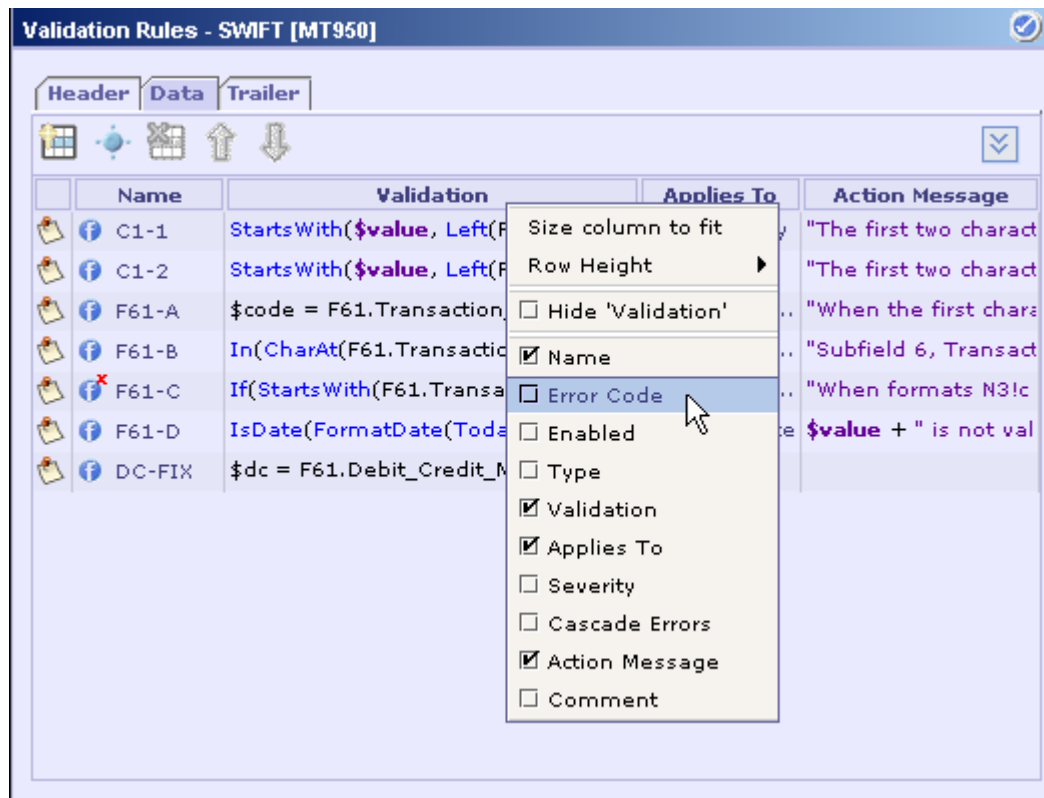 Validation Rules - SWIFT [MT950]
Header Data Trailer
Name Validation Applies To Action Message
C1-1 StartsWith($value, Left(F y "The first two charact
C1-2 StartsWith($value, Left(F "The first two charact
F61-A $code = F61.Transaction_ .. "When the first chara
F61-B In(CharAt(F61.Transactic .. "Subfield 6, Transact
F61-C If(StartsWith(F61.Transa .. "When formats N3!c
F61-D IsDate(FormatDate(Toda te $value + " is not val
DC-FIX $dc = F61.Debit_Credit_M
Size column to fit
Row Height
Hide 'Validation'
Name
Error Code
Enabled
Type
Validation
Applies To
Severity
Cascade Errors
Action Message
Comment